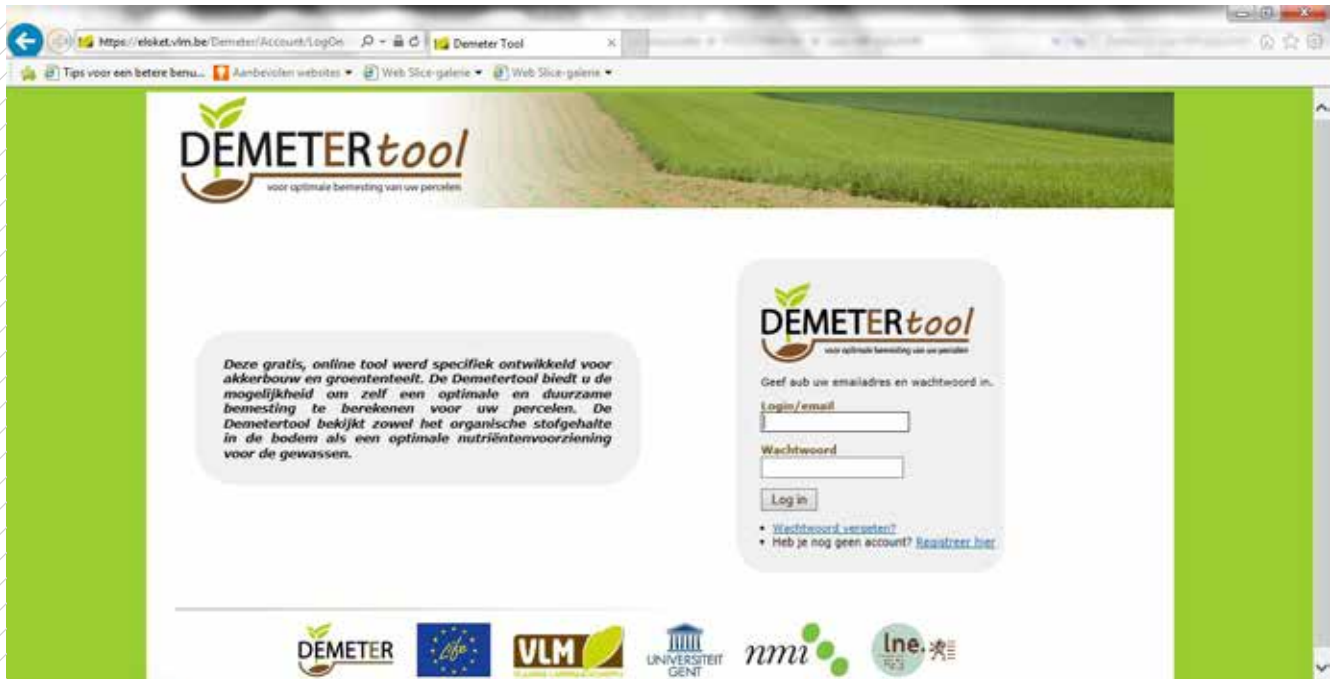 https://eloket.vlm.be/Demeter/Account/LogOn
Demeter Tool
Tips voor een betere benu...
Aanbevolen websites
Web Slice-galerie
Web Slice-galerie
DEMETERtool
voor optimale bemesting van uw percelen
DEMETERtool
voor optimale bemesting van uw percelen
Geef aub uw emailadres en wachtwoord in.
Login/email
Wachtwoord
Log in
Wachtwoord vergeten?
Heb je nog geen account? Registreer hier
Deze gratis, online tool werd specifiek ontwikkeld voor
akkerbouw en groententeelt. De Demetertool biedt u de
mogelijkheid om zelf een optimale en duurzame
bemesting te berekenen voor uw percelen. De
Demetertool bekijkt zowel het organische stofgehalte
in de bodem als een optimale nutriëntenvoorziening
voor de gewassen.
DEMETER
Life
VLM
UNIVERSITEIT
GENT
nmi
lne